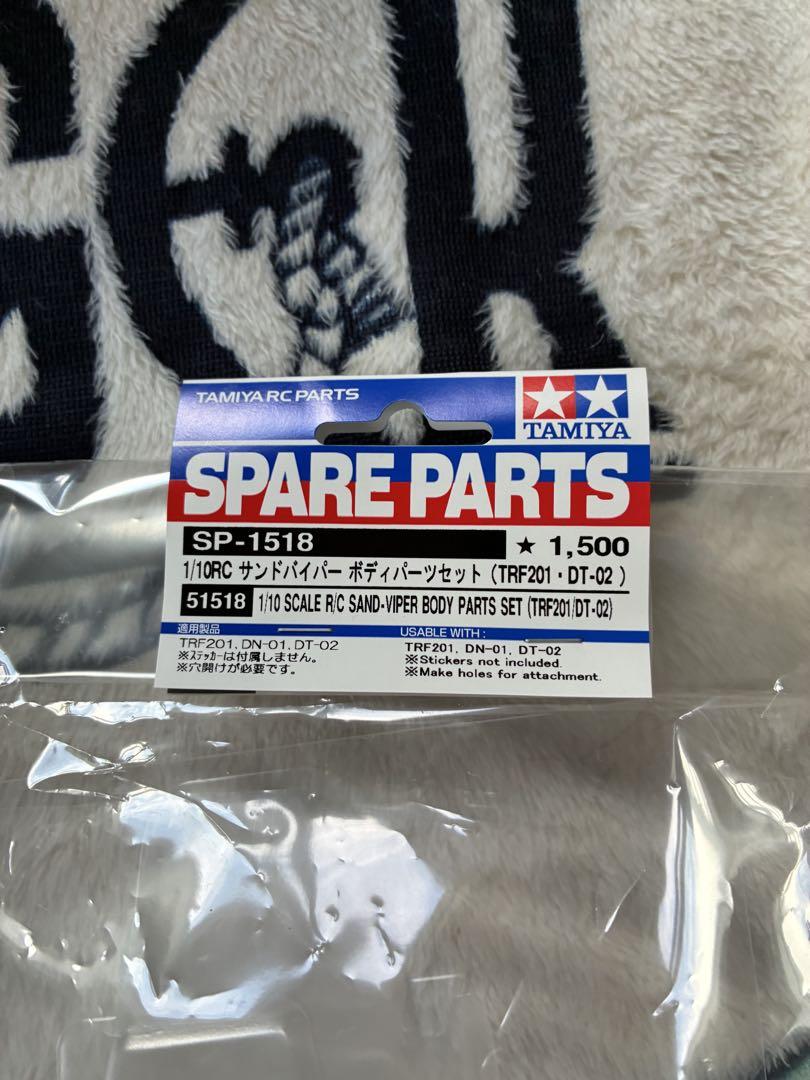 TAMIYA RC PARTS
TAMIYA
SPARE PARTS
SP-1518 ★ 1,500
1/10RC サンドバイパー ボディパーツセット (TRF201・DT-02 )
51518 1/10 SCALE R/C SAND-VIPER BODY PARTS SET (TRF201/DT-02)
適用製品
TRF201, DN-01, DT-02
※ステッカーは付属しません。
※穴開けが必要です。
USABLE WITH :
TRF201, DN-01, DT-02
※Stickers not included.
※Make holes for attachment.